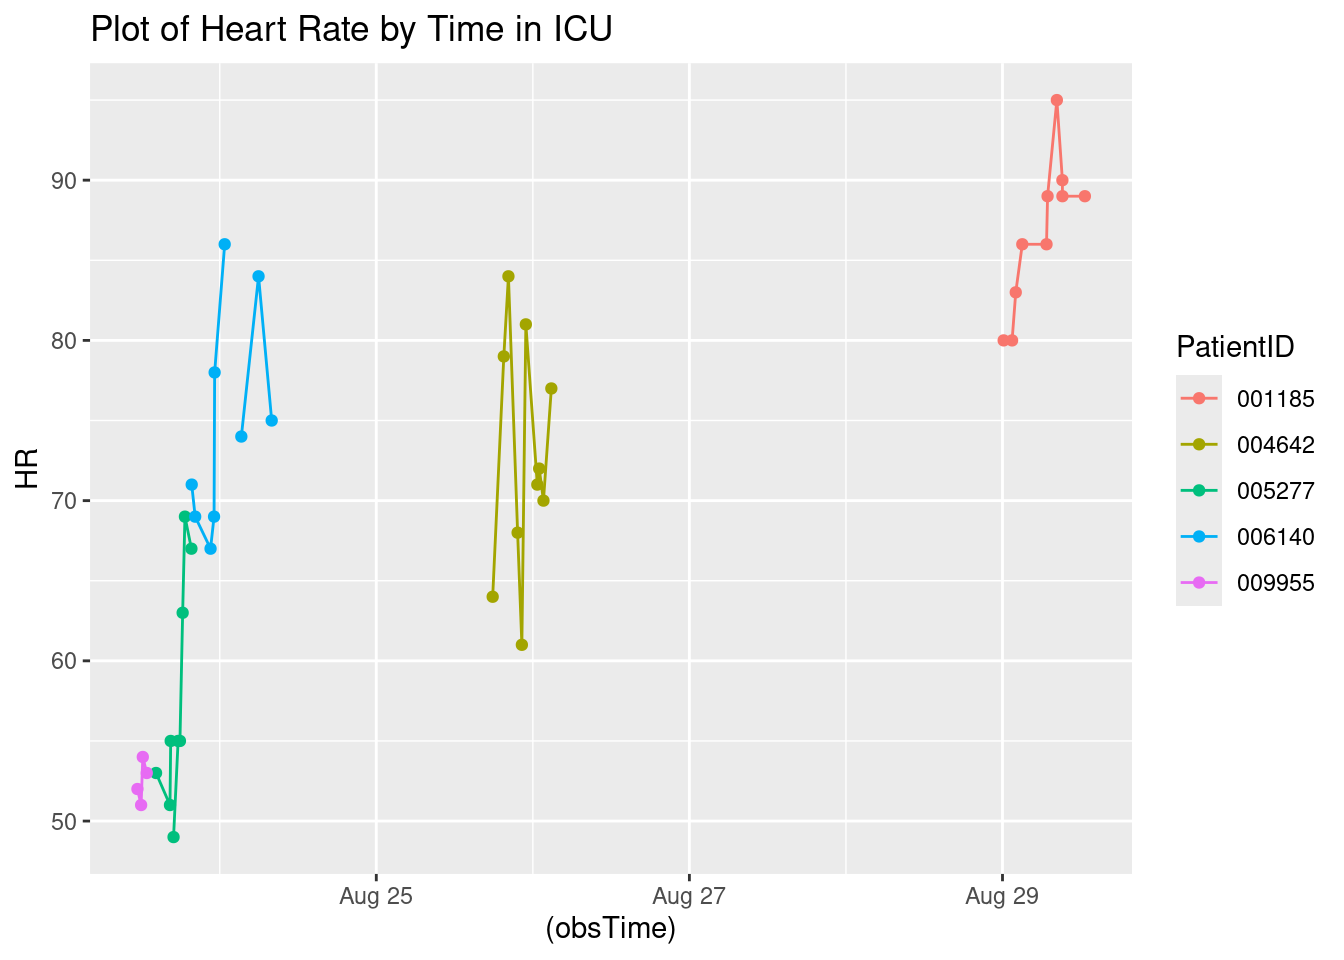 Plot of Heart Rate by Time in ICU
HR
90
80
70
60
50
Aug 25
Aug 27
Aug 29
(obsTime)
PatientID
001185
004642
005277
006140
009955